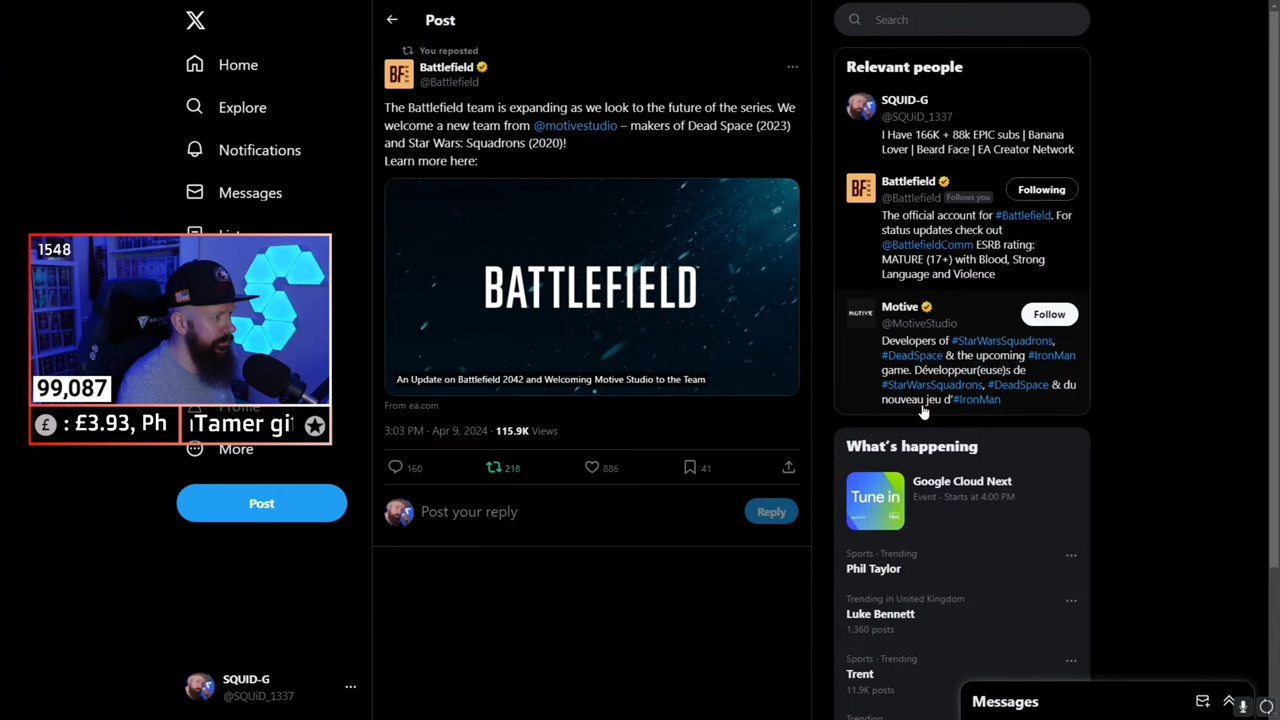 Home
Explore
Notifications
Messages
More
Post
SQUID-G
@SQUiD_1337
1548
99,087
£ : £3.93, Ph
iTamer gi
Post
You reposted
BF
Battlefield
@Battlefield
The Battlefield team is expanding as we look to the future of the series. We
welcome a new team from @motivestudio – makers of Dead Space (2023)
and Star Wars: Squadrons (2020)!
Learn more here:
BATTLEFIELD
An Update on Battlefield 2042 and Welcoming Motive Studio to the Team
From ea.com
3:03 PM · Apr 9, 2024 · 115.9K Views
160
218
886
41
Post your reply
Reply
Search
Relevant people
SQUID-G
@SQUiD_1337
I Have 166K + 88k EPIC subs | Banana
Lover | Beard Face | EA Creator Network
BF
Battlefield
@Battlefield Follows you
Following
The official account for #Battlefield. For
status updates check out
@BattlefieldComm ESRB rating:
MATURE (17+) with Blood, Strong
Language and Violence
MOTIVE
Motive
@MotiveStudio
Follow
Developers of #StarWarsSquadrons,
#DeadSpace & the upcoming #IronMan
game. Développeur(euse)s de
#StarWarsSquadrons, #DeadSpace & du
nouveau jeu d'#IronMan
What's happening
Tune in
Google Cloud Next
Event · Starts at 4:00 PM
Sports · Trending
Phil Taylor
Trending in United Kingdom
Luke Bennett
1,360 posts
Sports · Trending
Trent
11.9K posts
Messages